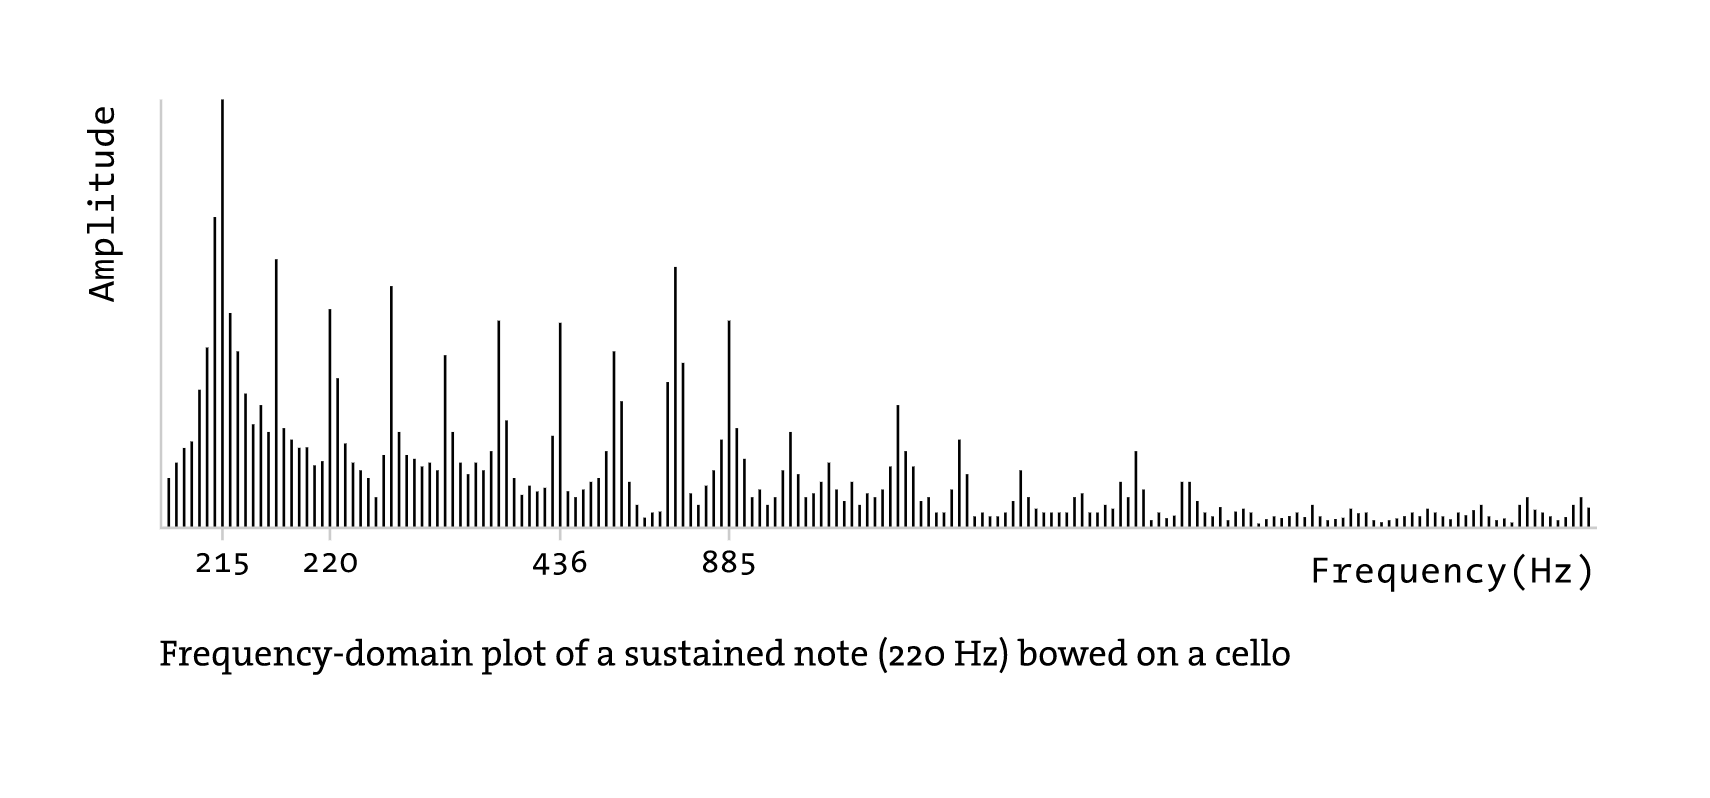 Amplitude
215 220 436 885
Frequency(Hz)
Frequency-domain plot of a sustained note (220 Hz) bowed on a cello